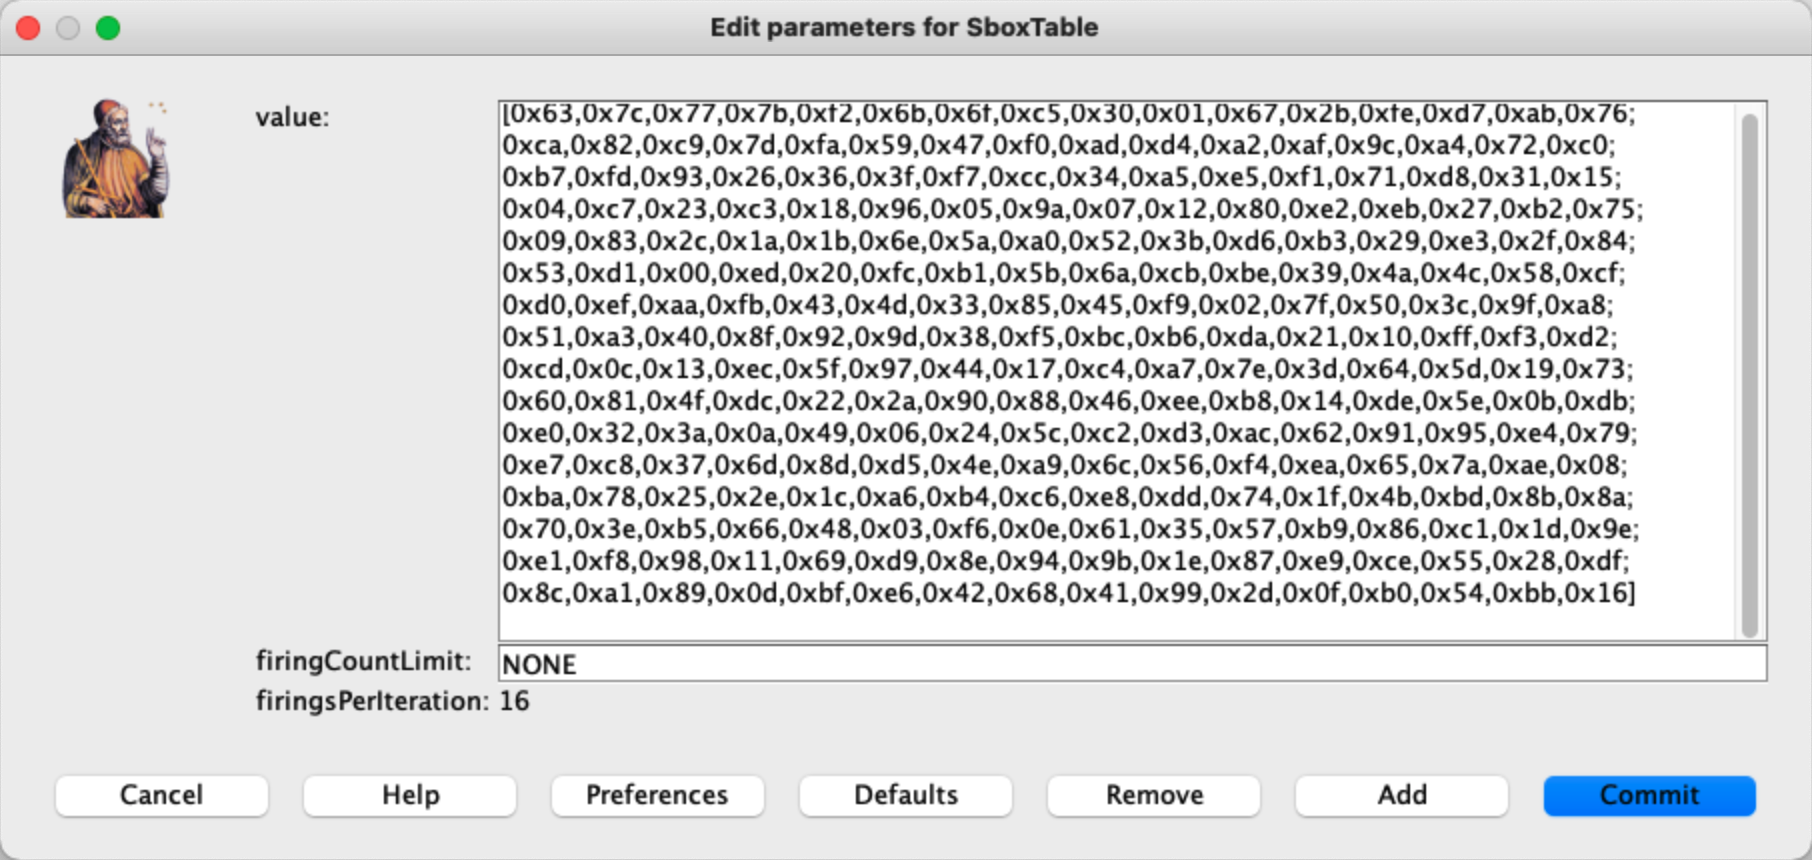 Edit parameters for SboxTable
value:
[0x63,0x7c,0x77,0x7b,0xf2,0x6b,0x6f,0xc5,0x30,0x01,0x67,0x2b,0xfe,0xd7,0xab,0x76;
0xca,0x82,0xc9,0x7d,0xfa,0x59,0x47,0xf0,0xad,0xd4,0xa2,0xaf,0x9c,0xa4,0x72,0xc0;
0xb7,0xfd,0x93,0x26,0x36,0x3f,0xf7,0xcc,0x34,0xa5,0xe5,0xf1,0x71,0xd8,0x31,0x15;
0x04,0xc7,0x23,0xc3,0x18,0x96,0x05,0x9a,0x07,0x12,0x80,0xe2,0xeb,0x27,0xb2,0x75;
0x09,0x83,0x2c,0x1a,0x1b,0x6e,0x5a,0xa0,0x52,0x3b,0xd6,0xb3,0x29,0xe3,0x2f,0x84;
0x53,0xd1,0x00,0xed,0x20,0xfc,0xb1,0x5b,0x6a,0xcb,0xbe,0x39,0x4a,0x4c,0x58,0xcf;
0xd0,0xef,0xaa,0xfb,0x43,0x4d,0x33,0x85,0x45,0xf9,0x02,0x7f,0x50,0x3c,0x9f,0xa8;
0x51,0xa3,0x40,0x8f,0x92,0x9d,0x38,0xf5,0xbc,0xb6,0xda,0x21,0x10,0xff,0xf3,0xd2;
0xcd,0x0c,0x13,0xec,0x5f,0x97,0x44,0x17,0xc4,0xa7,0x7e,0x3d,0x64,0x5d,0x19,0x73;
0x60,0x81,0x4f,0xdc,0x22,0x2a,0x90,0x88,0x46,0xee,0xb8,0x14,0xde,0x5e,0x0b,0xdb;
0xe0,0x32,0x3a,0x0a,0x49,0x06,0x24,0x5c,0xc2,0xd3,0xac,0x62,0x91,0x95,0xe4,0x79;
0xe7,0xc8,0x37,0x6d,0x8d,0xd5,0x4e,0xa9,0x6c,0x56,0xf4,0xea,0x65,0x7a,0xae,0x08;
0xba,0x78,0x25,0x2e,0x1c,0xa6,0xb4,0xc6,0xe8,0xdd,0x74,0x1f,0x4b,0xbd,0x8b,0x8a;
0x70,0x3e,0xb5,0x66,0x48,0x03,0xf6,0x0e,0x61,0x35,0x57,0xb9,0x86,0xc1,0x1d,0x9e;
0xe1,0xf8,0x98,0x11,0x69,0xd9,0x8e,0x94,0x9b,0x1e,0x87,0xe9,0xce,0x55,0x28,0xdf;
0x8c,0xa1,0x89,0x0d,0xbf,0xe6,0x42,0x68,0x41,0x99,0x2d,0x0f,0xb0,0x54,0xbb,0x16]
firingCountLimit: NONE
firingsPerIteration: 16
Cancel Help Preferences Defaults Remove Add Commit